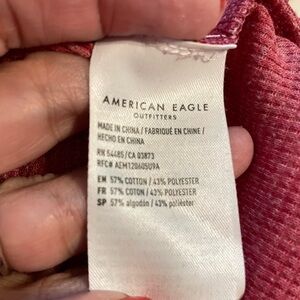 AMERICAN EAGLE
OUTFITTERS
MADE IN CHINA / FABRIQUÉ EN CHINE /
HECHO EN CHINA
RN 54485/CA 03873
RFC# AEM120605U9A
EN 57% COTTON / 43% POLYESTER
FR 57% COTON / 43% POLYESTER
SP 57% algodón / 43% poliéster